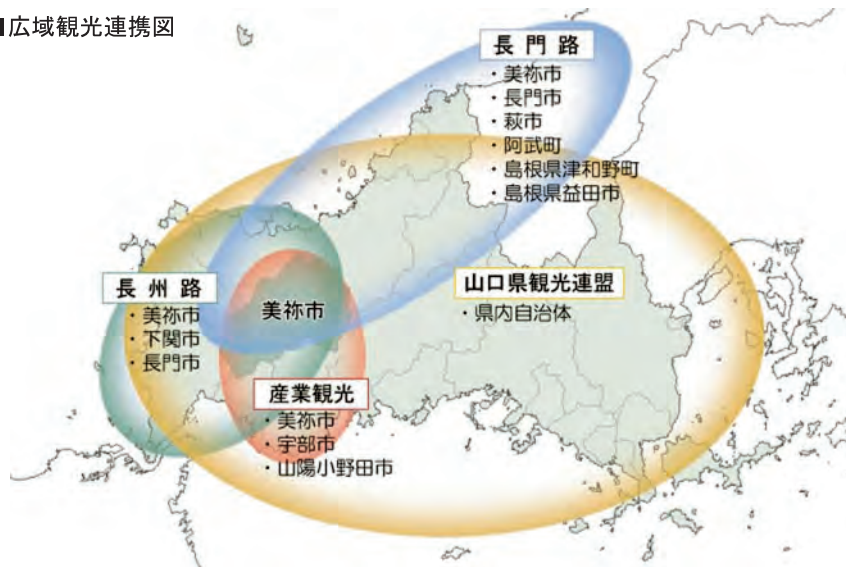 広域観光連携図
長門路
・美祢市
・長門市
・萩市
・阿武町
・島根県津和野町
・島根県益田市
長州路
・美祢市
・下関市
・長門市
美祢市
山口県観光連盟
・県内自治体
産業観光
・美祢市
・宇部市
・山陽小野田市